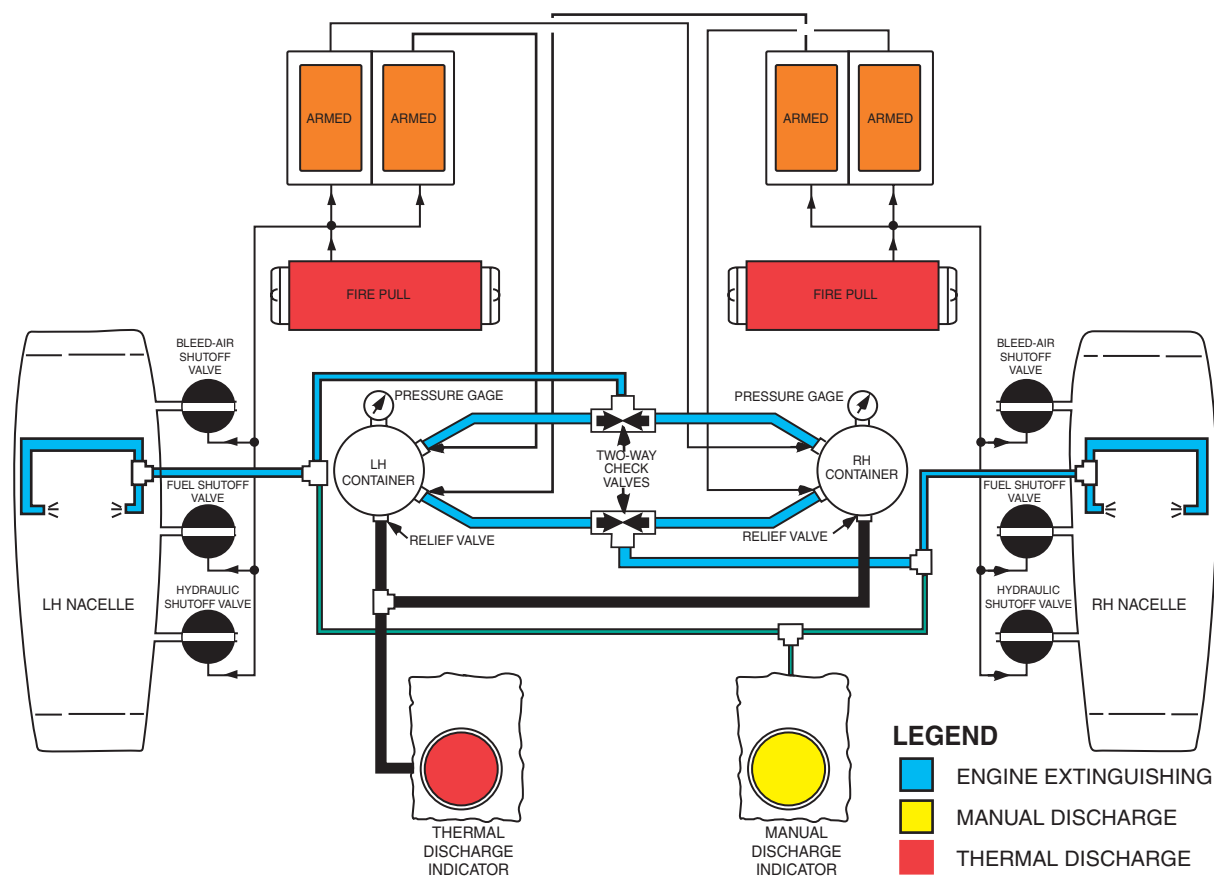 ARMED
ARMED
ARMED
ARMED
FIRE PULL
FIRE PULL
BLEED-AIR
SHUTOFF
VALVE
PRESSURE GAGE
PRESSURE GAGE
BLEED-AIR
SHUTOFF
VALVE
LH
CONTAINER
TWO-WAY
CHECK
VALVES
RH
CONTAINER
FUEL SHUTOFF
VALVE
FUEL SHUTOFF
VALVE
RELIEF VALVE
RELIEF VALVE
LH NACELLE
HYDRAULIC
SHUTOFF VALVE
HYDRAULIC
SHUTOFF VALVE
RH NACELLE
THERMAL
DISCHARGE
INDICATOR
MANUAL
DISCHARGE
INDICATOR
LEGEND
ENGINE EXTINGUISHING
MANUAL DISCHARGE
THERMAL DISCHARGE